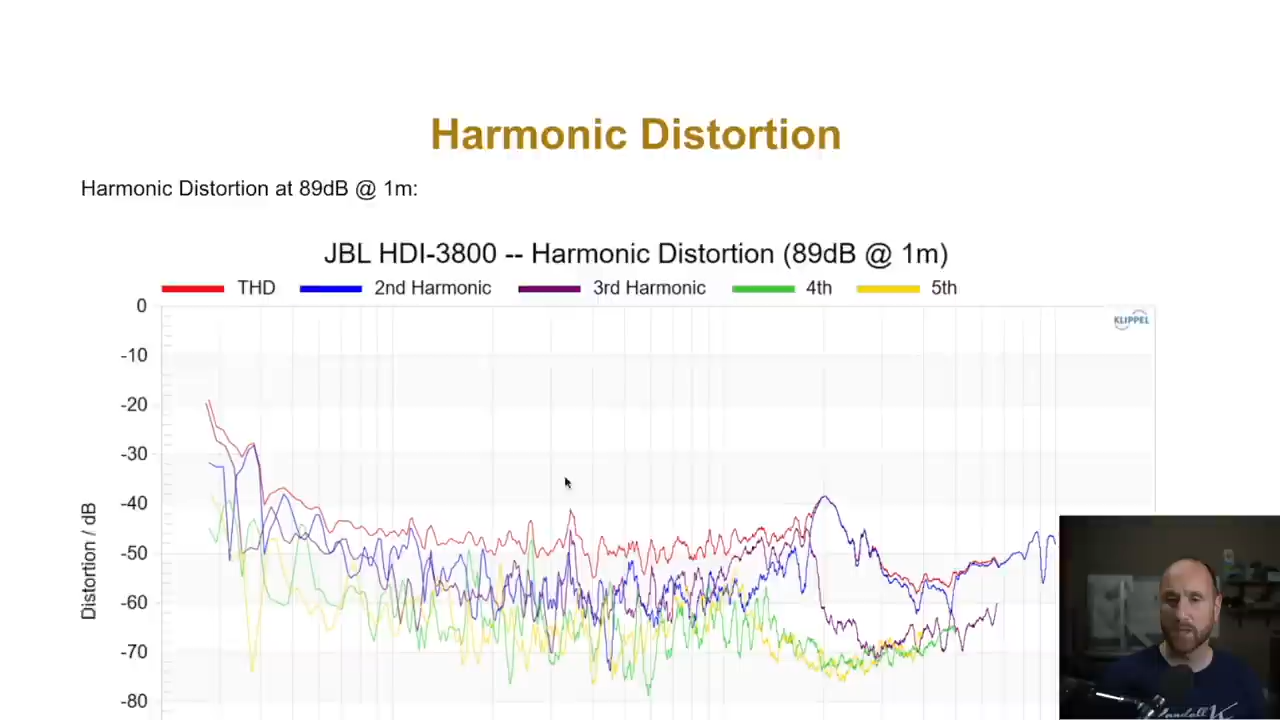 Harmonic Distortion
Harmonic Distortion at 89dB @ 1m:
JBL HDI-3800 -- Harmonic Distortion (89dB @ 1m)
THD 2nd Harmonic 3rd Harmonic 4th 5th
KLIPPEL
0
-10
-20
-30
-40
-50
-60
-70
-80
Distortion / dB